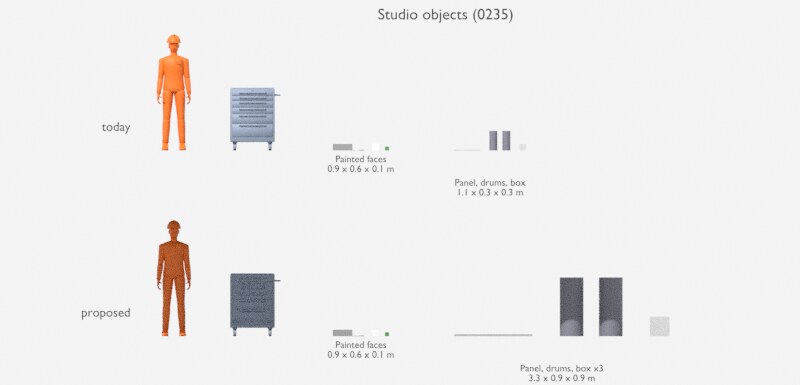 Studio objects (0235)
today
Painted faces
0.9 x 0.6 x 0.1 m
Panel, drums, box
1.1 x 0.3 x 0.3 m
proposed
Painted faces
0.9 x 0.6 x 0.1 m
Panel, drums, box x3
3.3 x 0.9 x 0.9 m